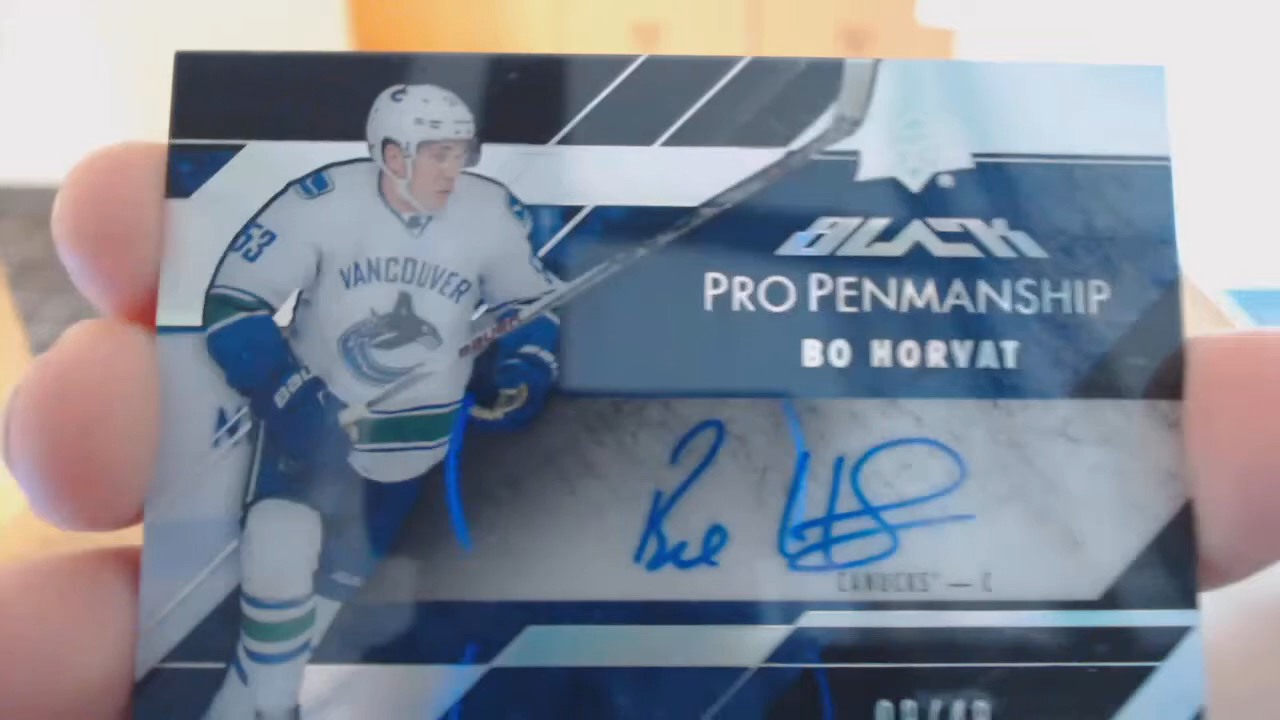 53
VANCOUVER
BLACK
PRO PENMANSHIP
BO HORVAT
CANUCKS — C